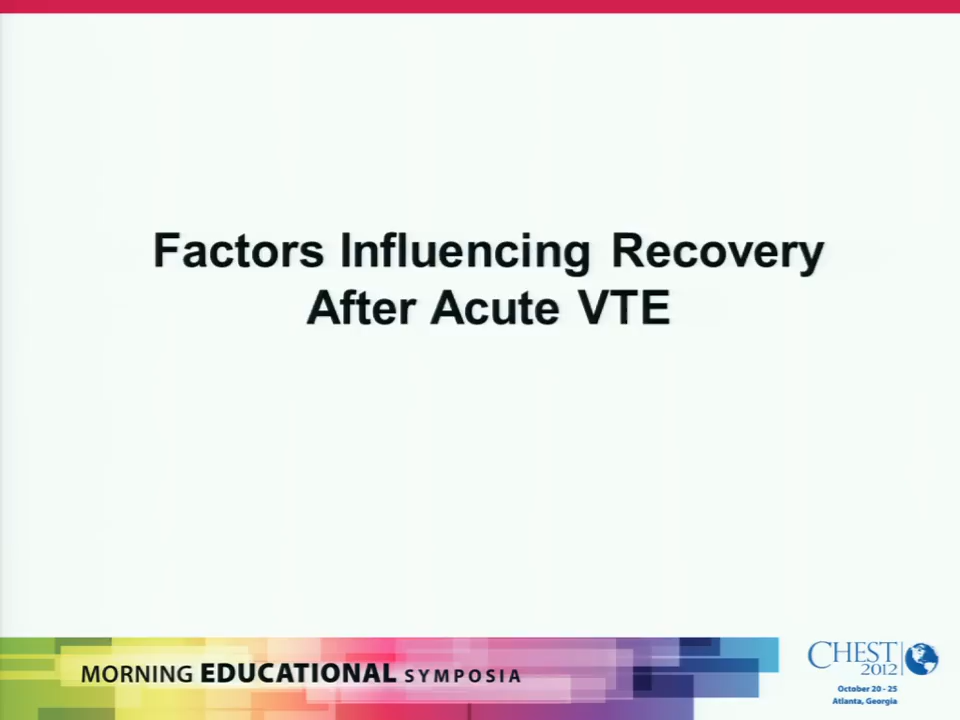 Factors Influencing Recovery
After Acute VTE
MORNING EDUCATIONAL SYMPOSIA
CHEST
2012
October 20 - 25
Atlanta, Georgia